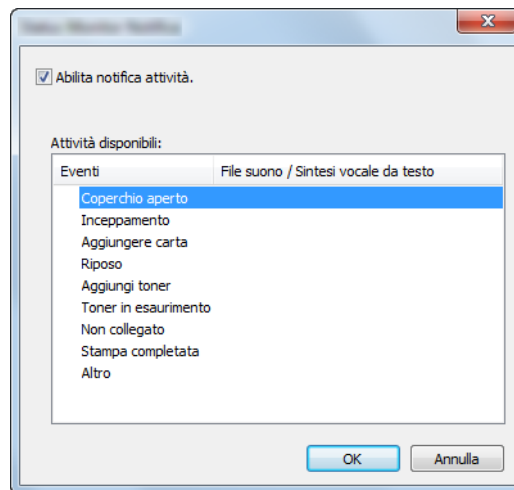 Abilita notifica attività.
Attività disponibili:
Eventi File suono / Sintesi vocale da testo
Coperchio aperto
Inceppamento
Aggiungere carta
Riposo
Aggiungi toner
Toner in esaurimento
Non collegato
Stampa completata
Altro
OK Annulla